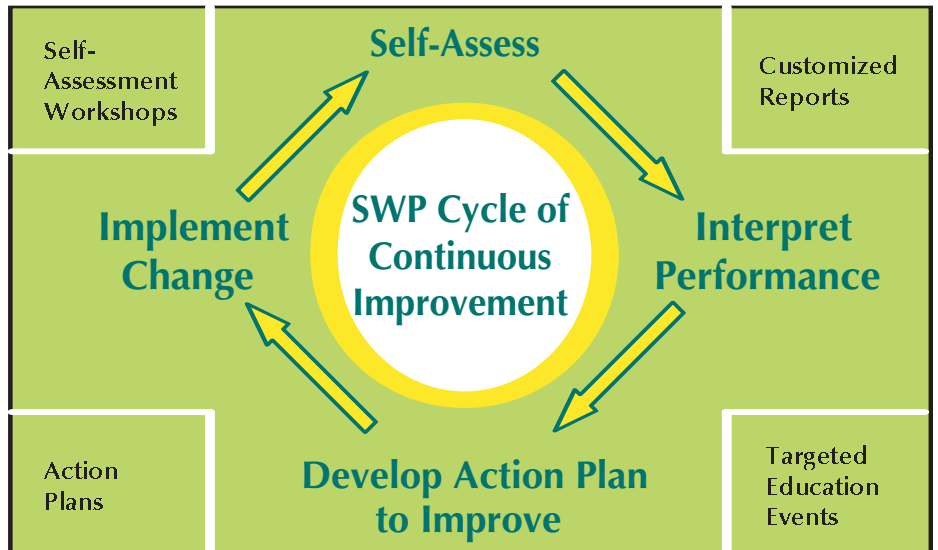 Self-
Assessment
Workshops
Self-Assess
Customized
Reports
Implement
Change
SWP Cycle of
Continuous
Improvement
Interpret
Performance
Action
Plans
Develop Action Plan
to Improve
Targeted
Education
Events